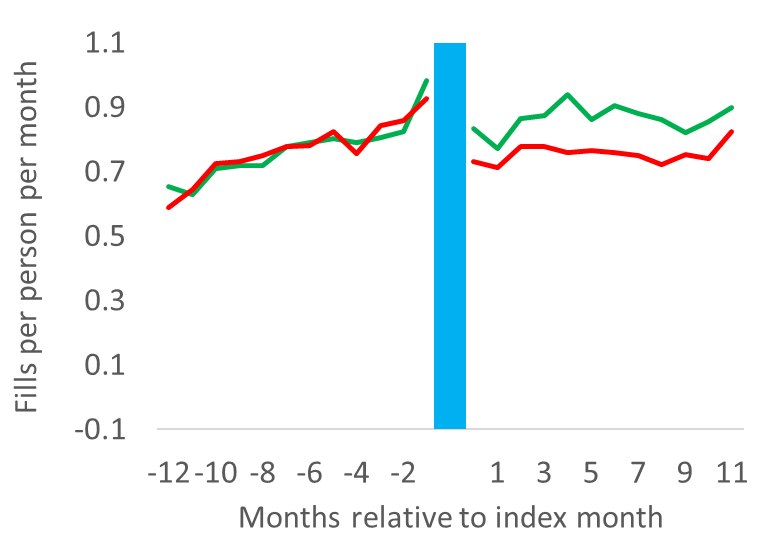 Fills per person per month
1.1
0.9
0.7
0.5
0.3
0.1
-0.1
-12 -10 -8 -6 -4 -2 1 3 5 7 9 11
Months relative to index month